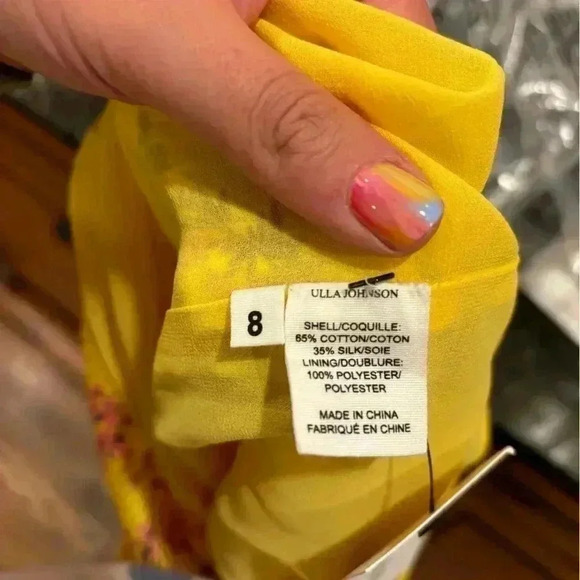 8
ULLA JOHNSON
SHELL/COQUILLE:
65% COTTON/COTON
35% SILK/SOIE
LINING/DOUBLURE:
100% POLYESTER/
POLYESTER
MADE IN CHINA
FABRIQUÉ EN CHINE